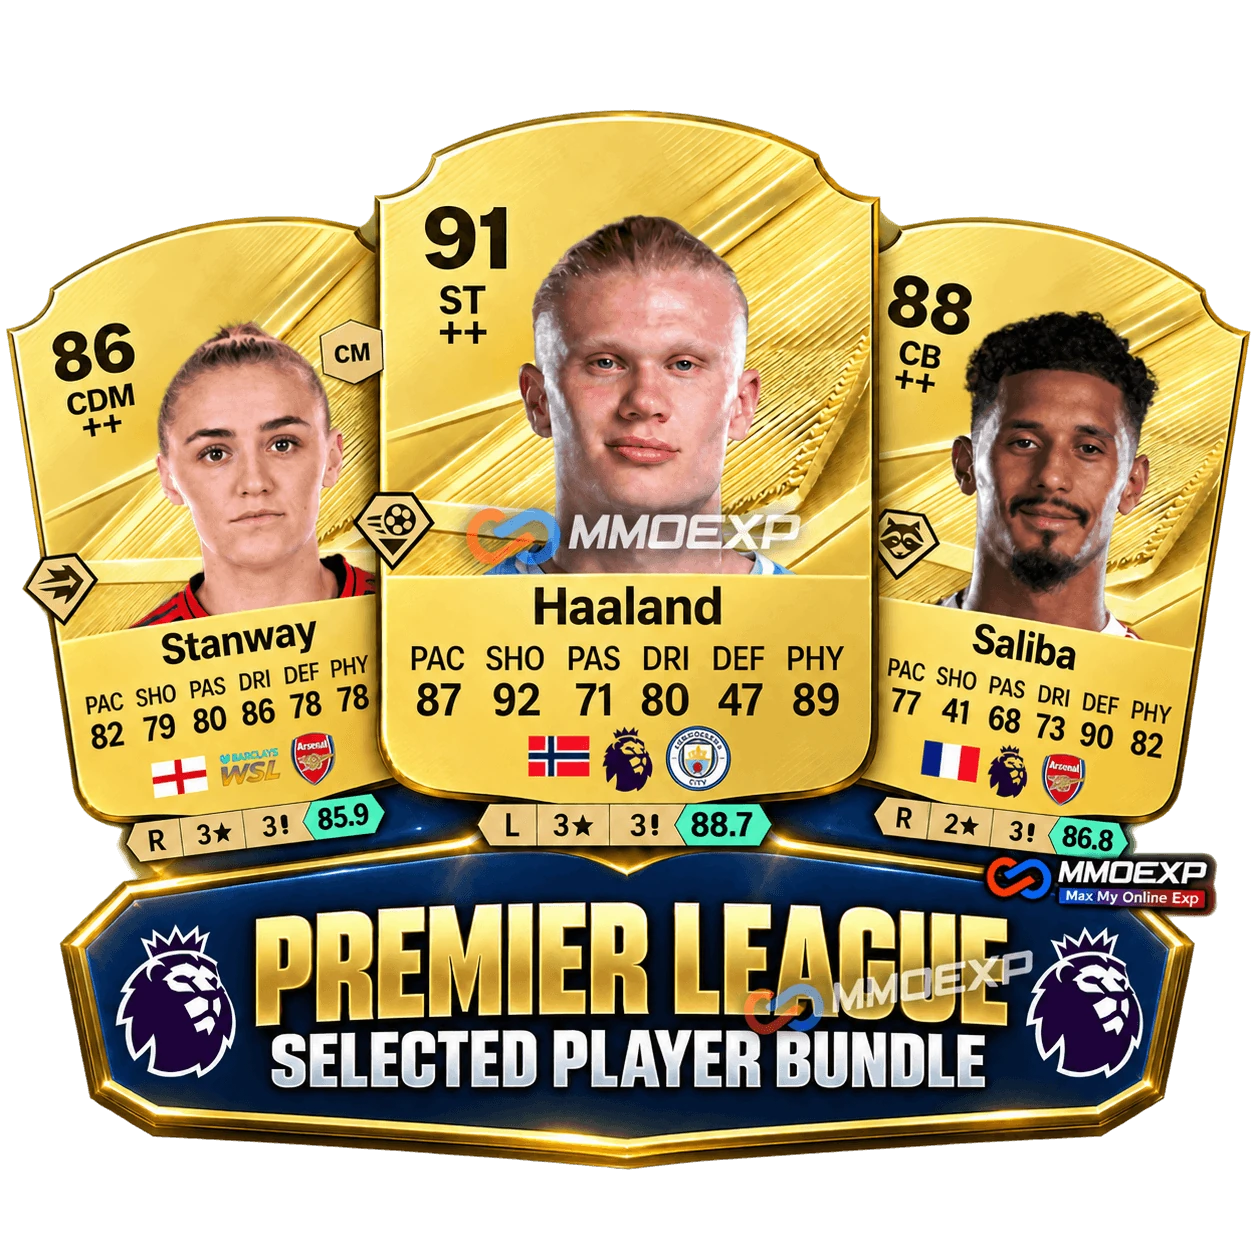 86
CDM
++
CM
Stanway
PAC SHO PAS DRI DEF PHY
82 79 80 86 78 78
BARCLAYS
WSL
Arsenal
R 3★ 3! 85.9
91
ST
++
MMOEXP
Haaland
PAC SHO PAS DRI DEF PHY
87 92 71 80 47 89
CITY
L 3★ 3! 88.7
88
CB
++
Saliba
PAC SHO PAS DRI DEF PHY
77 41 68 73 90 82
Arsenal
R 2★ 3! 86.8
MMOEXP
Max My Online Exp
PREMIER LEAGUE
MMOEXP
SELECTED PLAYER BUNDLE